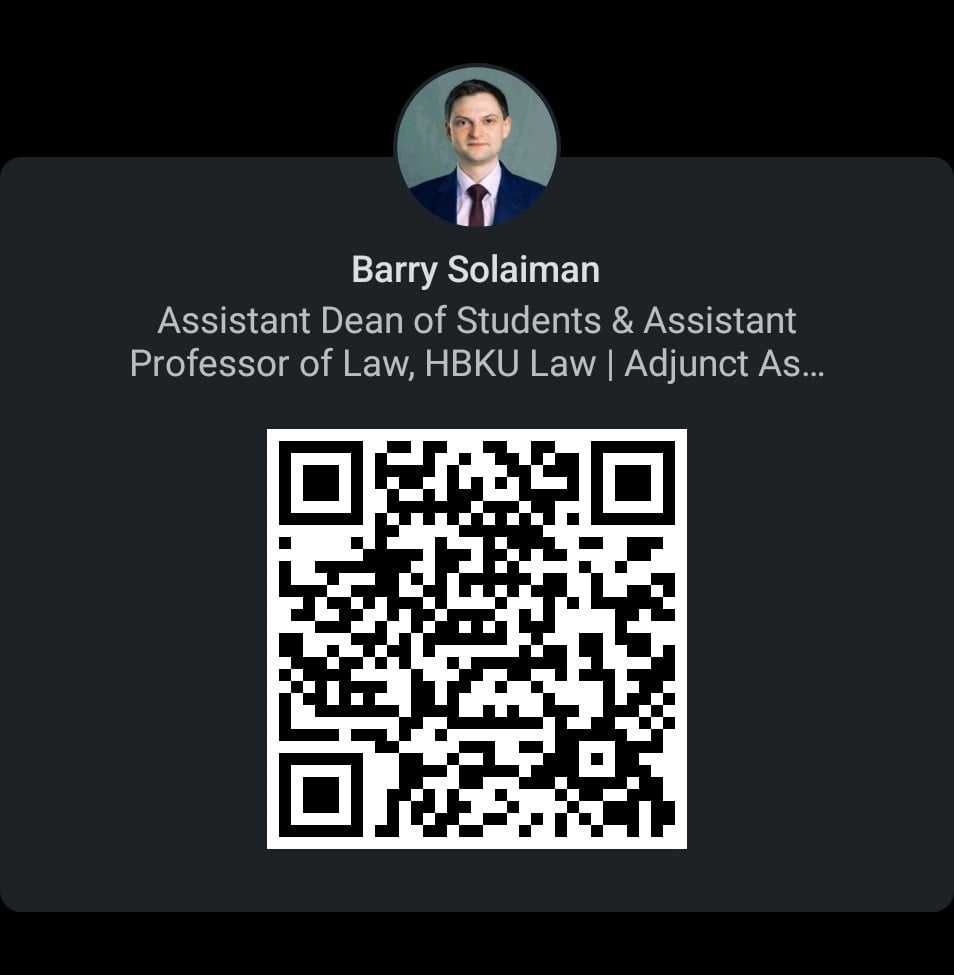 Barry Solaiman
Assistant Dean of Students & Assistant
Professor of Law, HBKU Law | Adjunct As...